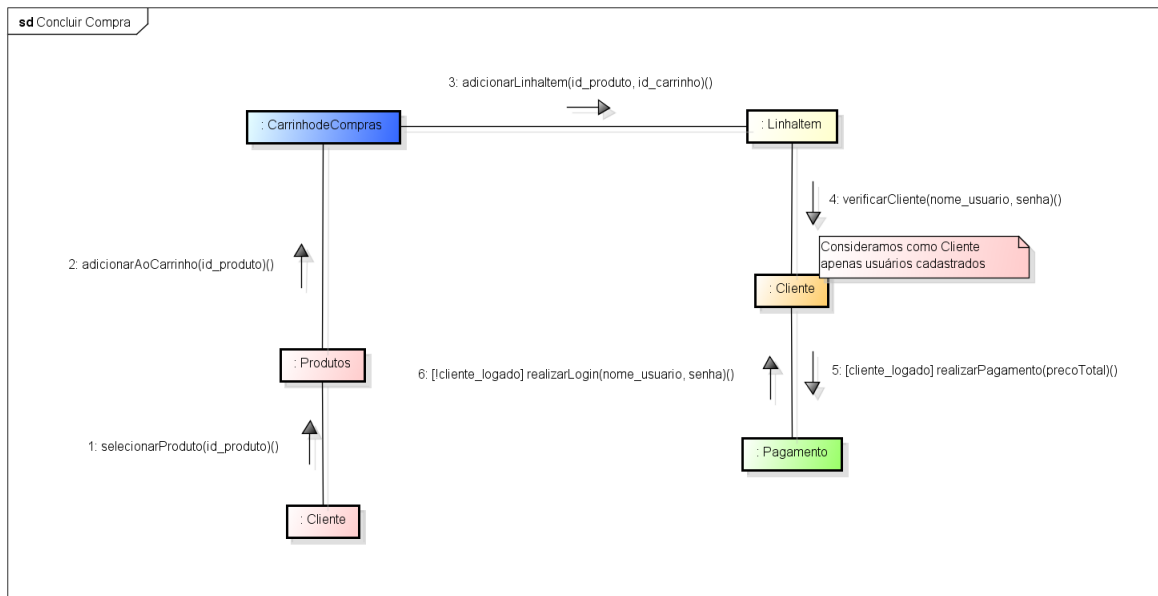 sd Concluir Compra
3: adicionarLinhaItem(id_produto, id_carrinho)()
: CarrinhodeCompras
: LinhaItem
4: verificarCliente(nome_usuario, senha)()
Consideramos como Cliente
apenas usuários cadastrados
2: adicionarAoCarrinho(id_produto)()
: Cliente
: Produtos
6: [!cliente_logado] realizarLogin(nome_usuario, senha)()
5: [cliente_logado] realizarPagamento(precoTotal)()
1: selecionarProduto(id_produto)()
: Pagamento
: Cliente